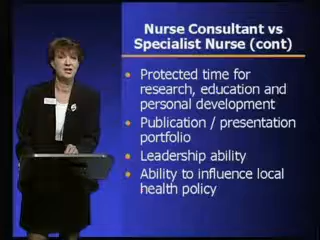 Nurse Consultant vs
Specialist Nurse (cont)
• Protected time for
research, education and
personal development
• Publication / presentation
portfolio
• Leadership ability
• Ability to influence local
health policy